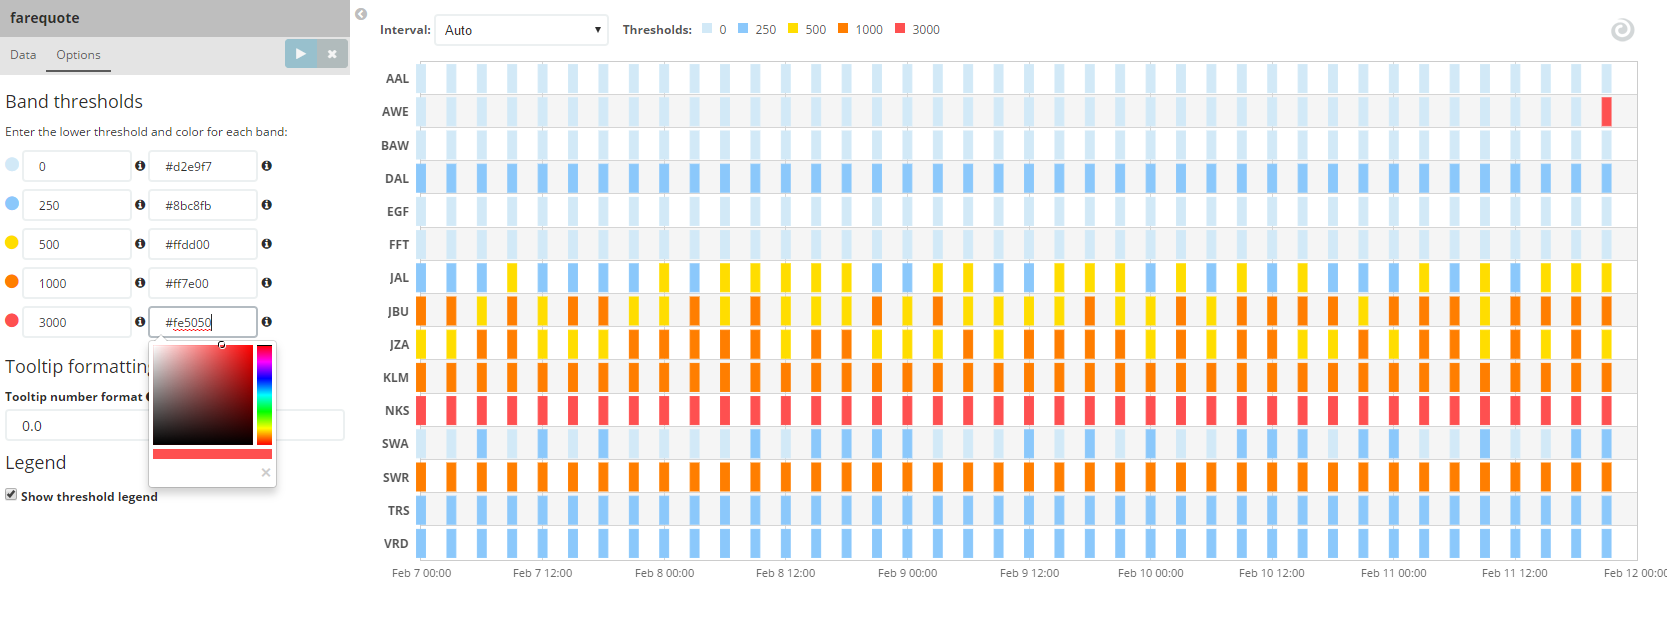 farequote
Data Options
Band thresholds
Enter the lower threshold and color for each band:
0 #d2e9f7
250 #8bc8fb
500 #ffdd00
1000 #ff7e00
3000 #fe5050
Tooltip formatting
Tooltip number format
0.0
Legend
Show threshold legend
Interval: Auto Thresholds: 0 250 500 1000 3000
AAL
AWE
BAW
DAL
EGF
FFT
JAL
JBU
JZA
KLM
NKS
SWA
SWR
TRS
VRD
Feb 7 00:00 Feb 7 12:00 Feb 8 00:00 Feb 8 12:00 Feb 9 00:00 Feb 9 12:00 Feb 10 00:00 Feb 10 12:00 Feb 11 00:00 Feb 11 12:00 Feb 12 00:00